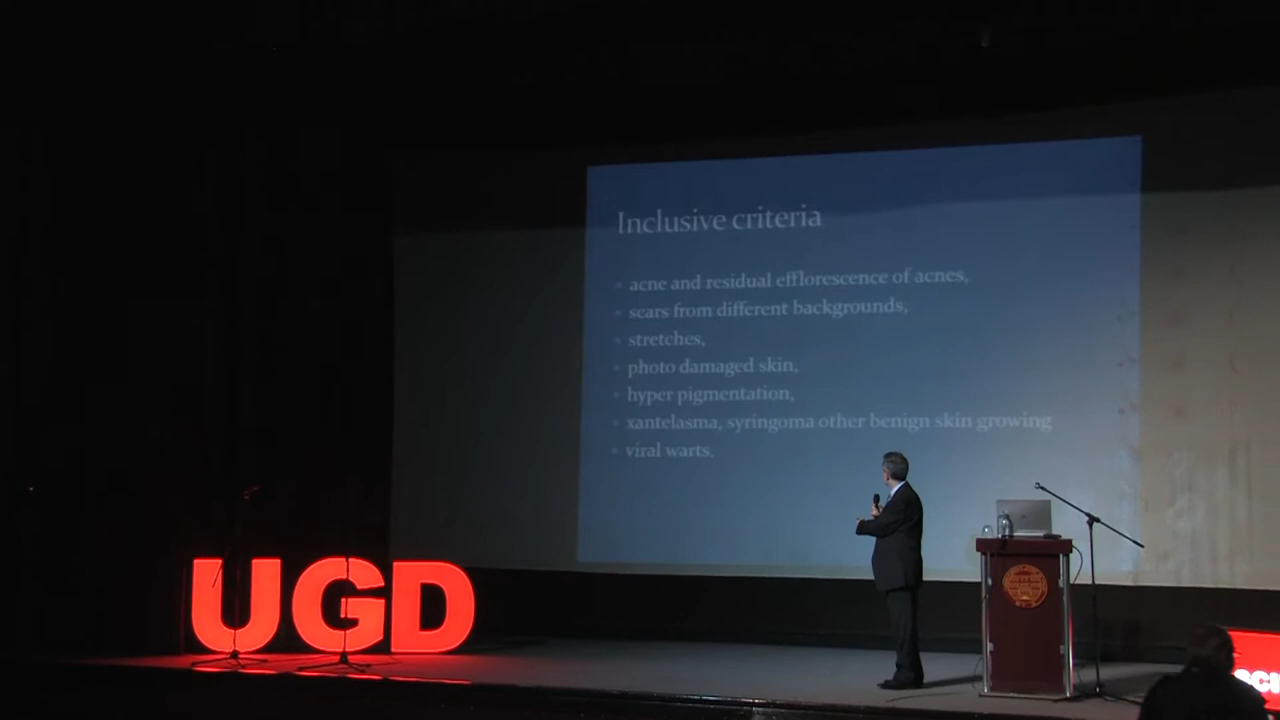 Inclusive criteria
acne and residual efflorescence of acnes,
scars from different backgrounds,
stretches,
photo damaged skin,
hyper pigmentation,
xantelasma, syringoma other benign skin growing
viral warts.
UGD